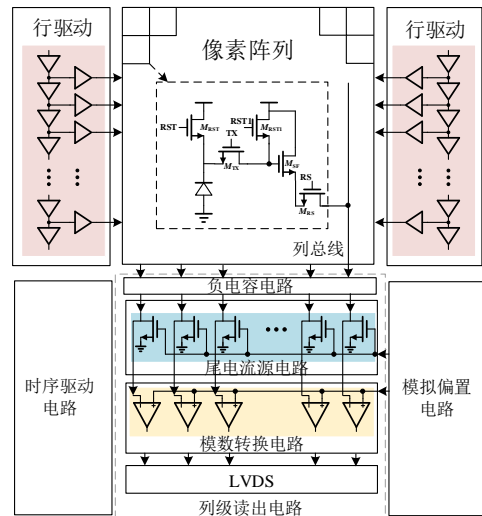 行驱动
像素阵列
行驱动
RST
M_RST
RST1
M_RST1
TX
M_TX
M_SF
RS
M_RS
列总线
负电容电路
尾电流源电路
时序驱动
电路
模拟偏置
电路
模数转换电路
LVDS
列级读出电路